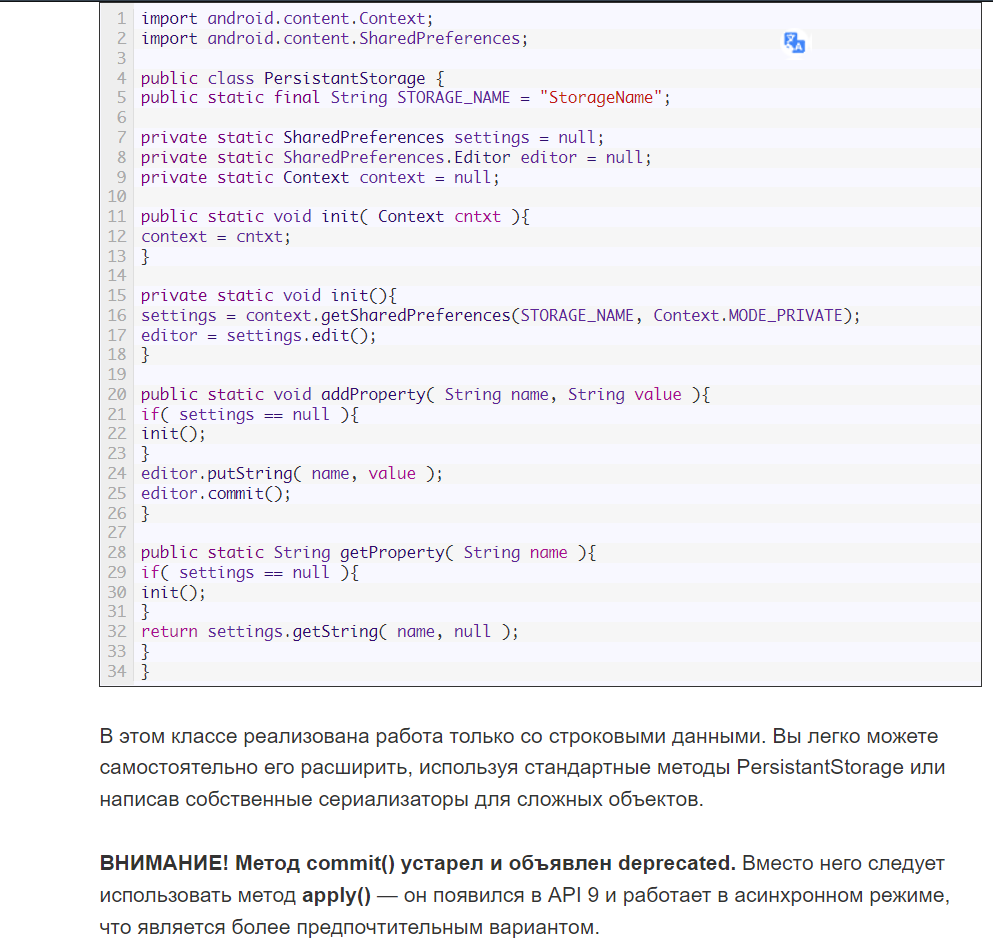 1 import android.content.Context;
2 import android.content.SharedPreferences;
3
4 public class PersistantStorage {
5 public static final String STORAGE_NAME = "StorageName";
6
7 private static SharedPreferences settings = null;
8 private static SharedPreferences.Editor editor = null;
9 private static Context context = null;
10
11 public static void init( Context cntxt ){
12 context = cntxt;
13 }
14
15 private static void init(){
16 settings = context.getSharedPreferences(STORAGE_NAME, Context.MODE_PRIVATE);
17 editor = settings.edit();
18 }
19
20 public static void addProperty( String name, String value ){
21 if( settings == null ){
22 init();
23 }
24 editor.putString( name, value );
25 editor.commit();
26 }
27
28 public static String getProperty( String name ){
29 if( settings == null ){
30 init();
31 }
32 return settings.getString( name, null );
33 }
34 }
В этом классе реализована работа только со строковыми данными. Вы легко можете
самостоятельно его расширить, используя стандартные методы PersistantStorage или
написав собственные сериализаторы для сложных объектов.
ВНИМАНИЕ! Метод commit() устарел и объявлен deprecated. Вместо него следует
использовать метод apply() — он появился в API 9 и работает в асинхронном режиме,
что является более предпочтительным вариантом.